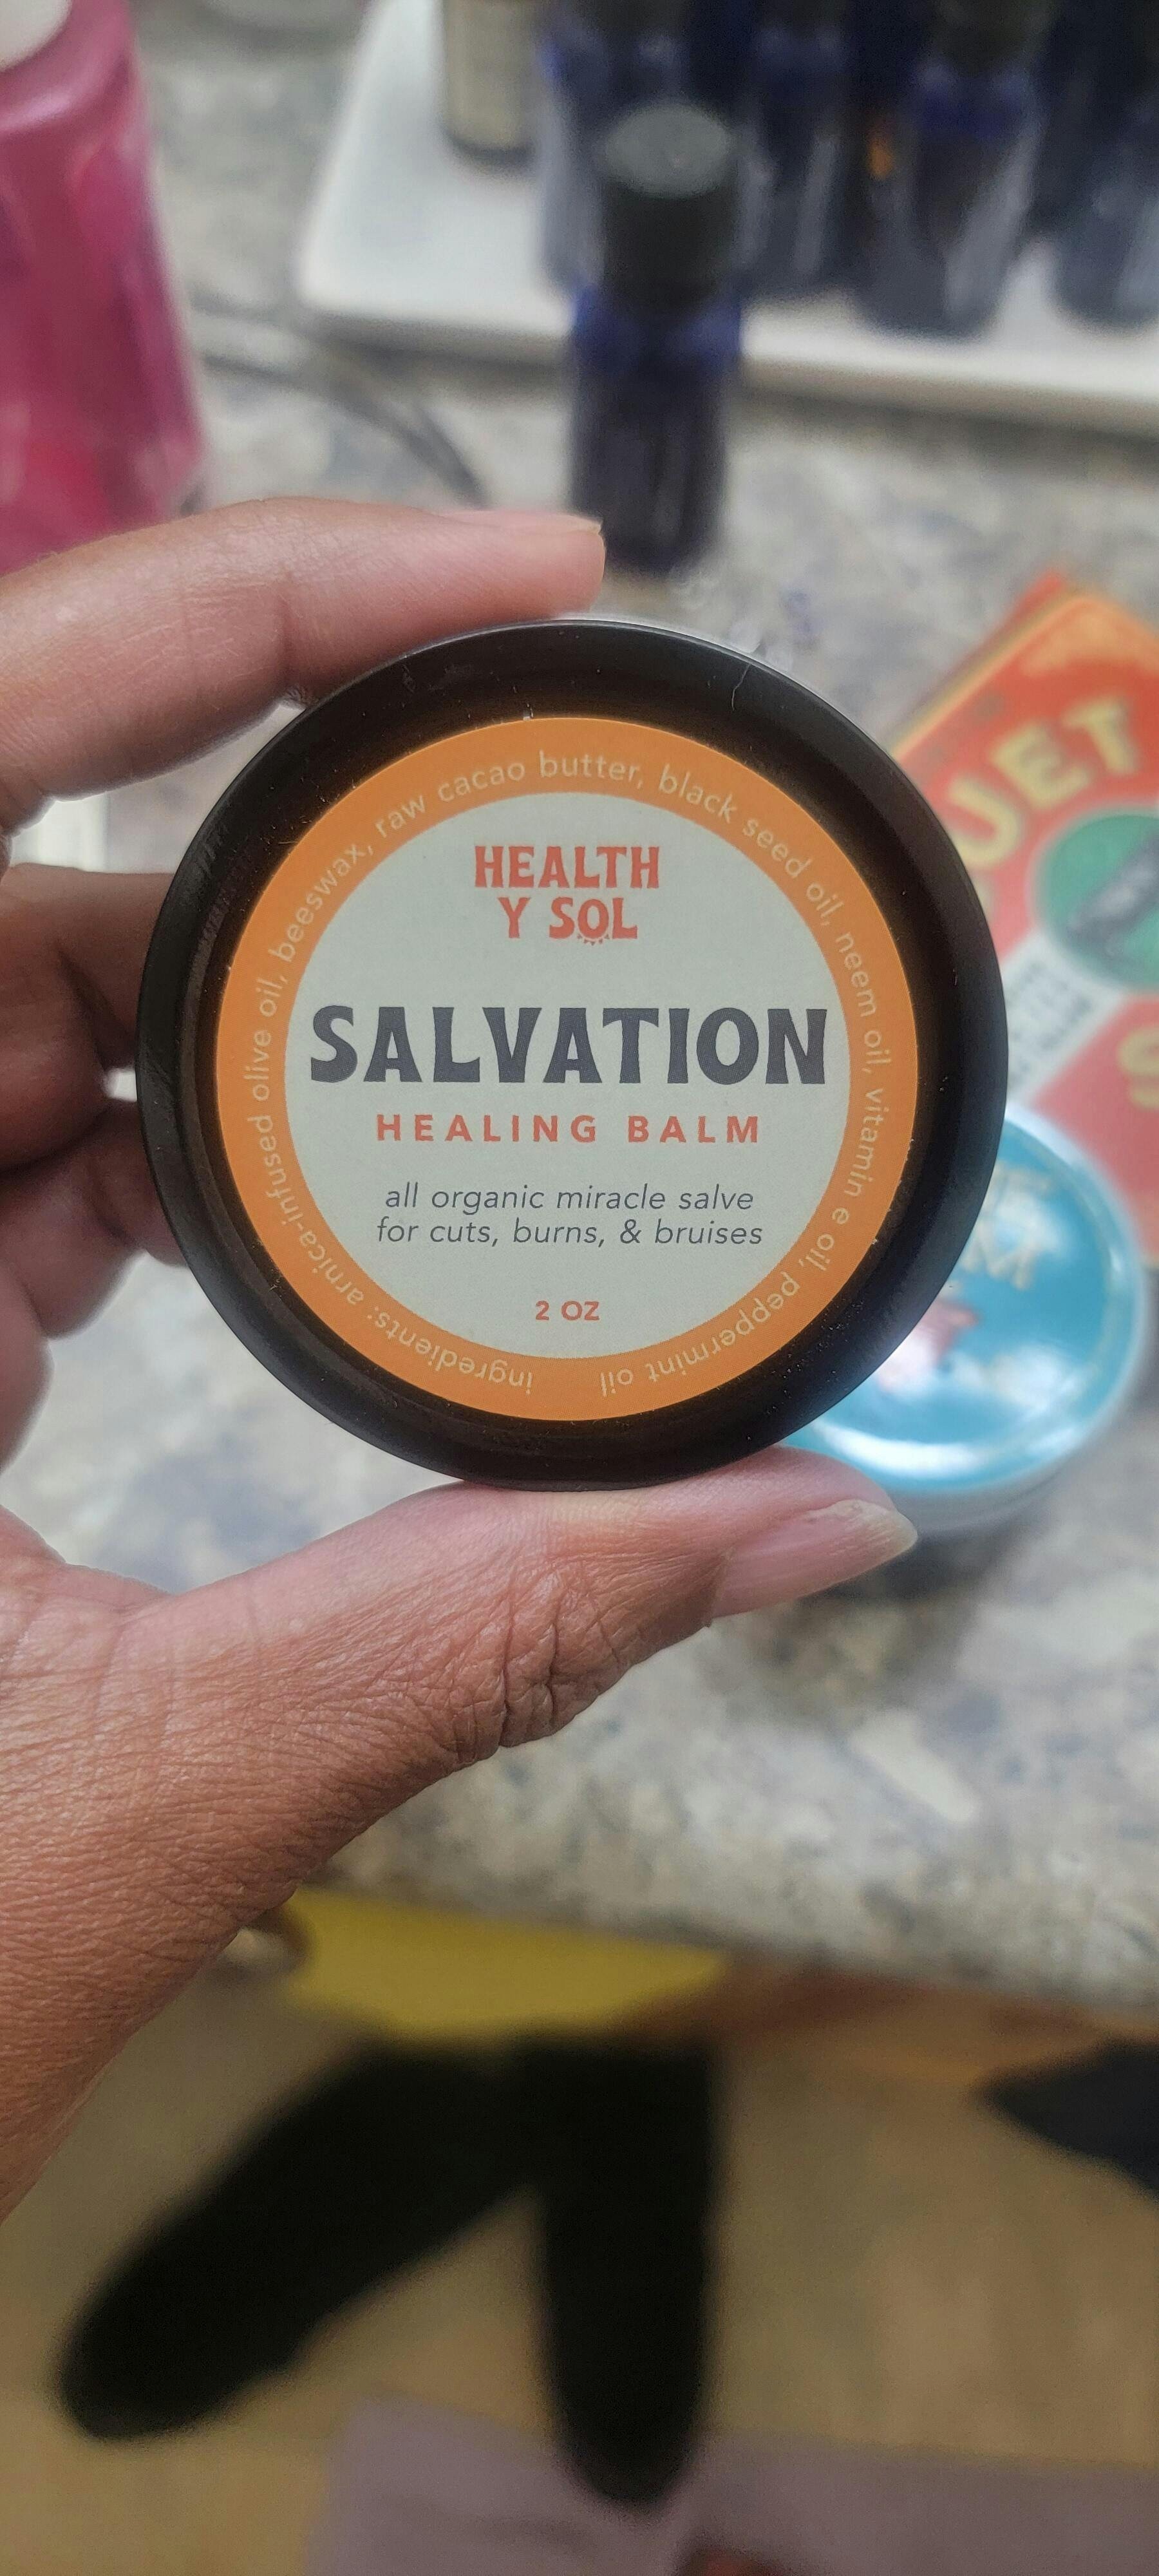 HEALTH
Y SOL
SALVATION
HEALING BALM
all organic miracle salve
for cuts, burns, & bruises
2 OZ
ingredients: arnica-infused olive oil, beeswax, raw cacao butter, black seed oil, neem oil, vitamin e oil, peppermint oil
UET